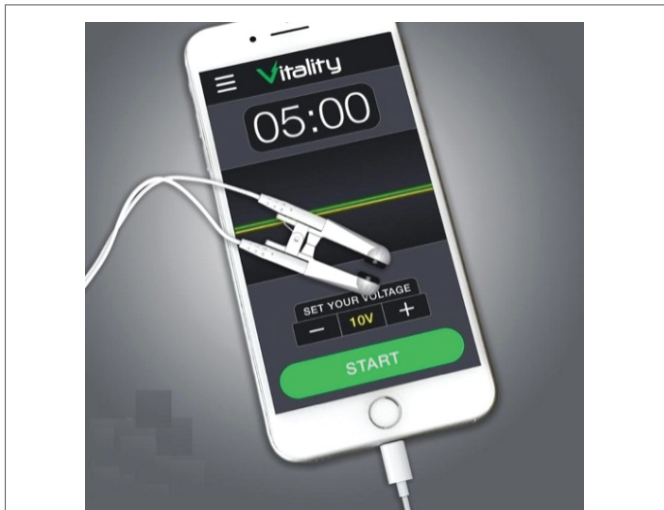 Vitality
05:00
SET YOUR VOLTAGE
− 10V +
START